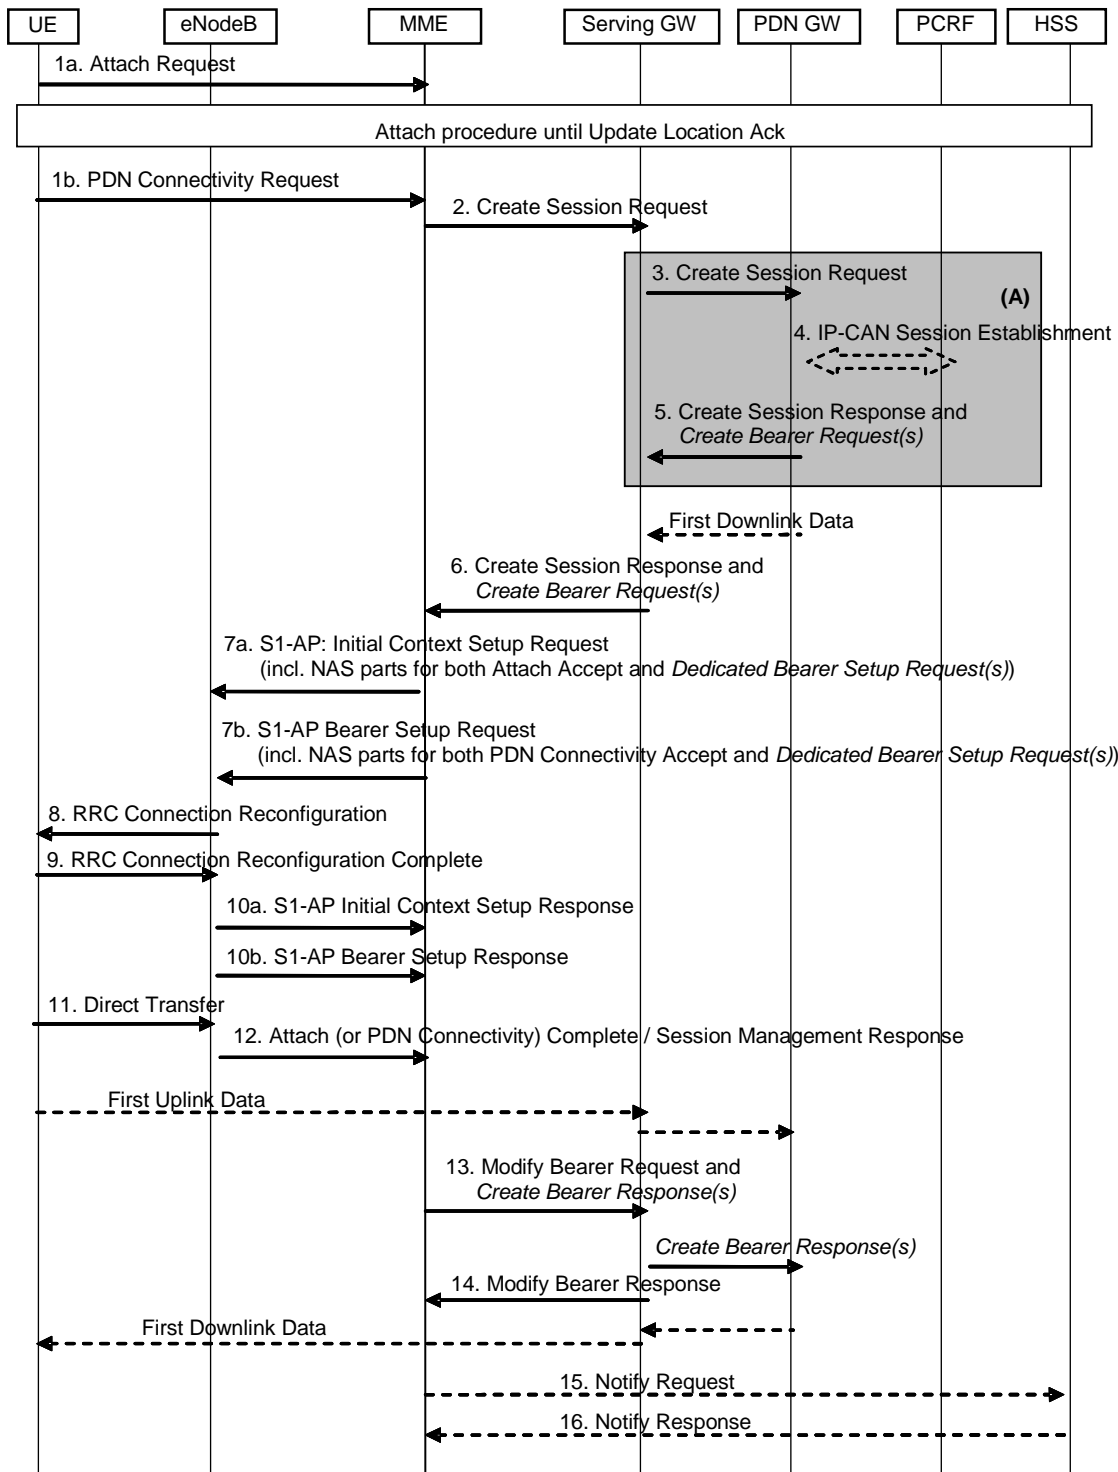 UE
eNodeB
MME
Serving GW
PDN GW
PCRF
HSS
1a. Attach Request
Attach procedure until Update Location Ack
1b. PDN Connectivity Request
2. Create Session Request
3. Create Session Request
(A)
4. IP-CAN Session Establishment
5. Create Session Response and
Create Bearer Request(s)
First Downlink Data
6. Create Session Response and
Create Bearer Request(s)
7a. S1-AP: Initial Context Setup Request
(incl. NAS parts for both Attach Accept and Dedicated Bearer Setup Request(s))
7b. S1-AP Bearer Setup Request
(incl. NAS parts for both PDN Connectivity Accept and Dedicated Bearer Setup Request(s))
8. RRC Connection Reconfiguration
9. RRC Connection Reconfiguration Complete
10a. S1-AP Initial Context Setup Response
10b. S1-AP Bearer Setup Response
11. Direct Transfer
12. Attach (or PDN Connectivity) Complete / Session Management Response
First Uplink Data
13. Modify Bearer Request and
Create Bearer Response(s)
Create Bearer Response(s)
14. Modify Bearer Response
First Downlink Data
15. Notify Request
16. Notify Response